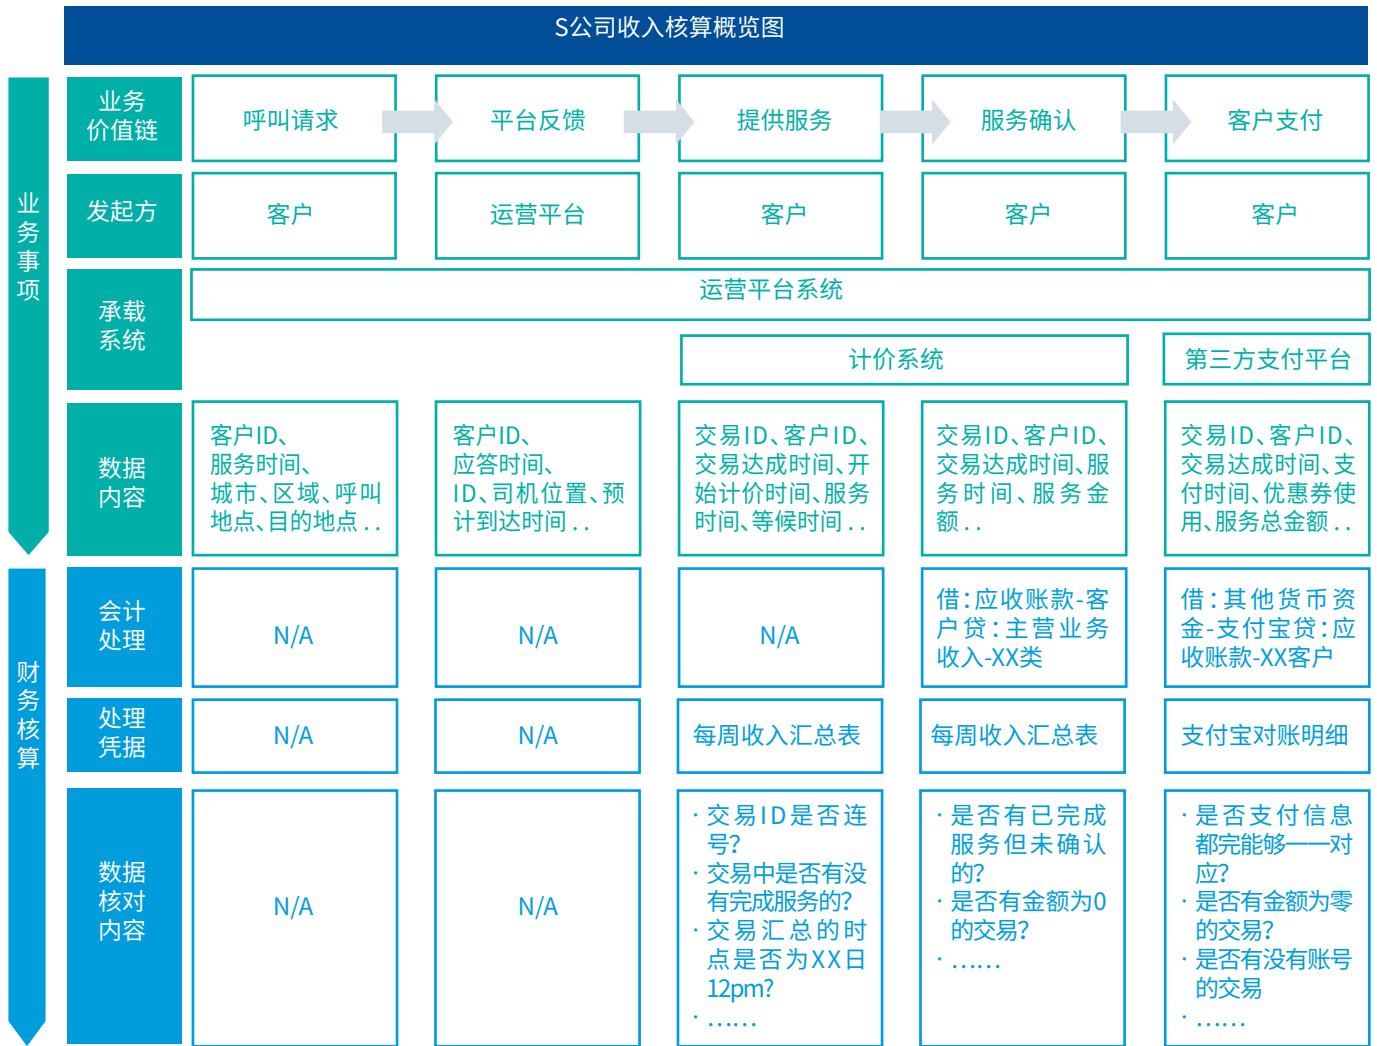 S公司收入核算概览图
业务事项
业务
价值链
呼叫请求
平台反馈
提供服务
服务确认
客户支付
发起方
客户
运营平台
客户
客户
客户
承载
系统
运营平台系统
计价系统
第三方支付平台
数据
内容
客户ID、
服务时间、
城市、区域、呼叫
地点、目的地点 . .
客户ID、
应答时间、
ID、司机位置、预
计到达时间 . .
交易ID、客户ID、
交易达成时间、开
始计价时间、服务
时间、等候时间 . .
交易ID、客户ID、
交易达成时间、服
务时间、服务金
额 . .
交易ID、客户ID、
交易达成时间、支
付时间、优惠券使
用、服务总金额 . .
财务核算
会计
处理
N/A
N/A
N/A
借：应收账款-客
户贷：主营业务
收入-XX类
借：其他货币资
金-支付宝贷：应
收账款-XX客户
处理
凭据
N/A
N/A
每周收入汇总表
每周收入汇总表
支付宝对账明细
数据
核对
内容
N/A
N/A
· 交易ID是否连
号？
· 交易中是否有没
有完成服务的？
· 交易汇总的时
点是否为XX日
12pm?
· ……
· 是否有已完成
服务但未确认
的？
· 是否有金额为0
的交易？
· ……
· 是否支付信息
都完能够一一对
应？
· 是否有金额为零
的交易？
· 是否有没有账号
的交易
· ……